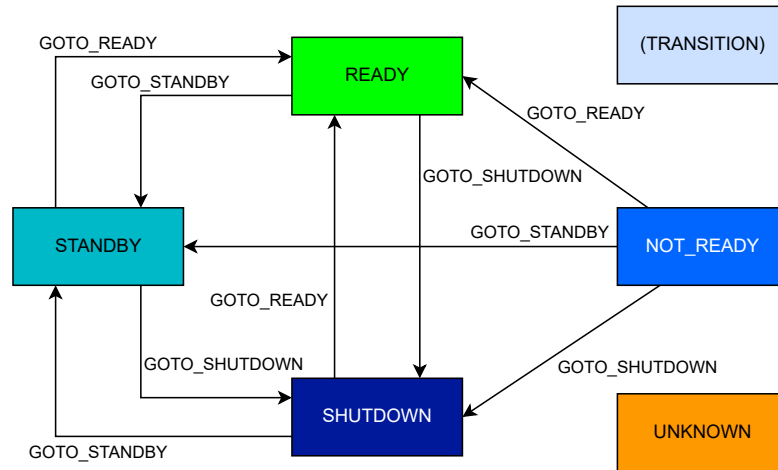 GOTO_READY
(TRANSITION)
READY
GOTO_STANDBY
GOTO_READY
GOTO_SHUTDOWN
GOTO_STANDBY
STANDBY
NOT_READY
GOTO_READY
GOTO_SHUTDOWN
GOTO_SHUTDOWN
SHUTDOWN
UNKNOWN
GOTO_STANDBY